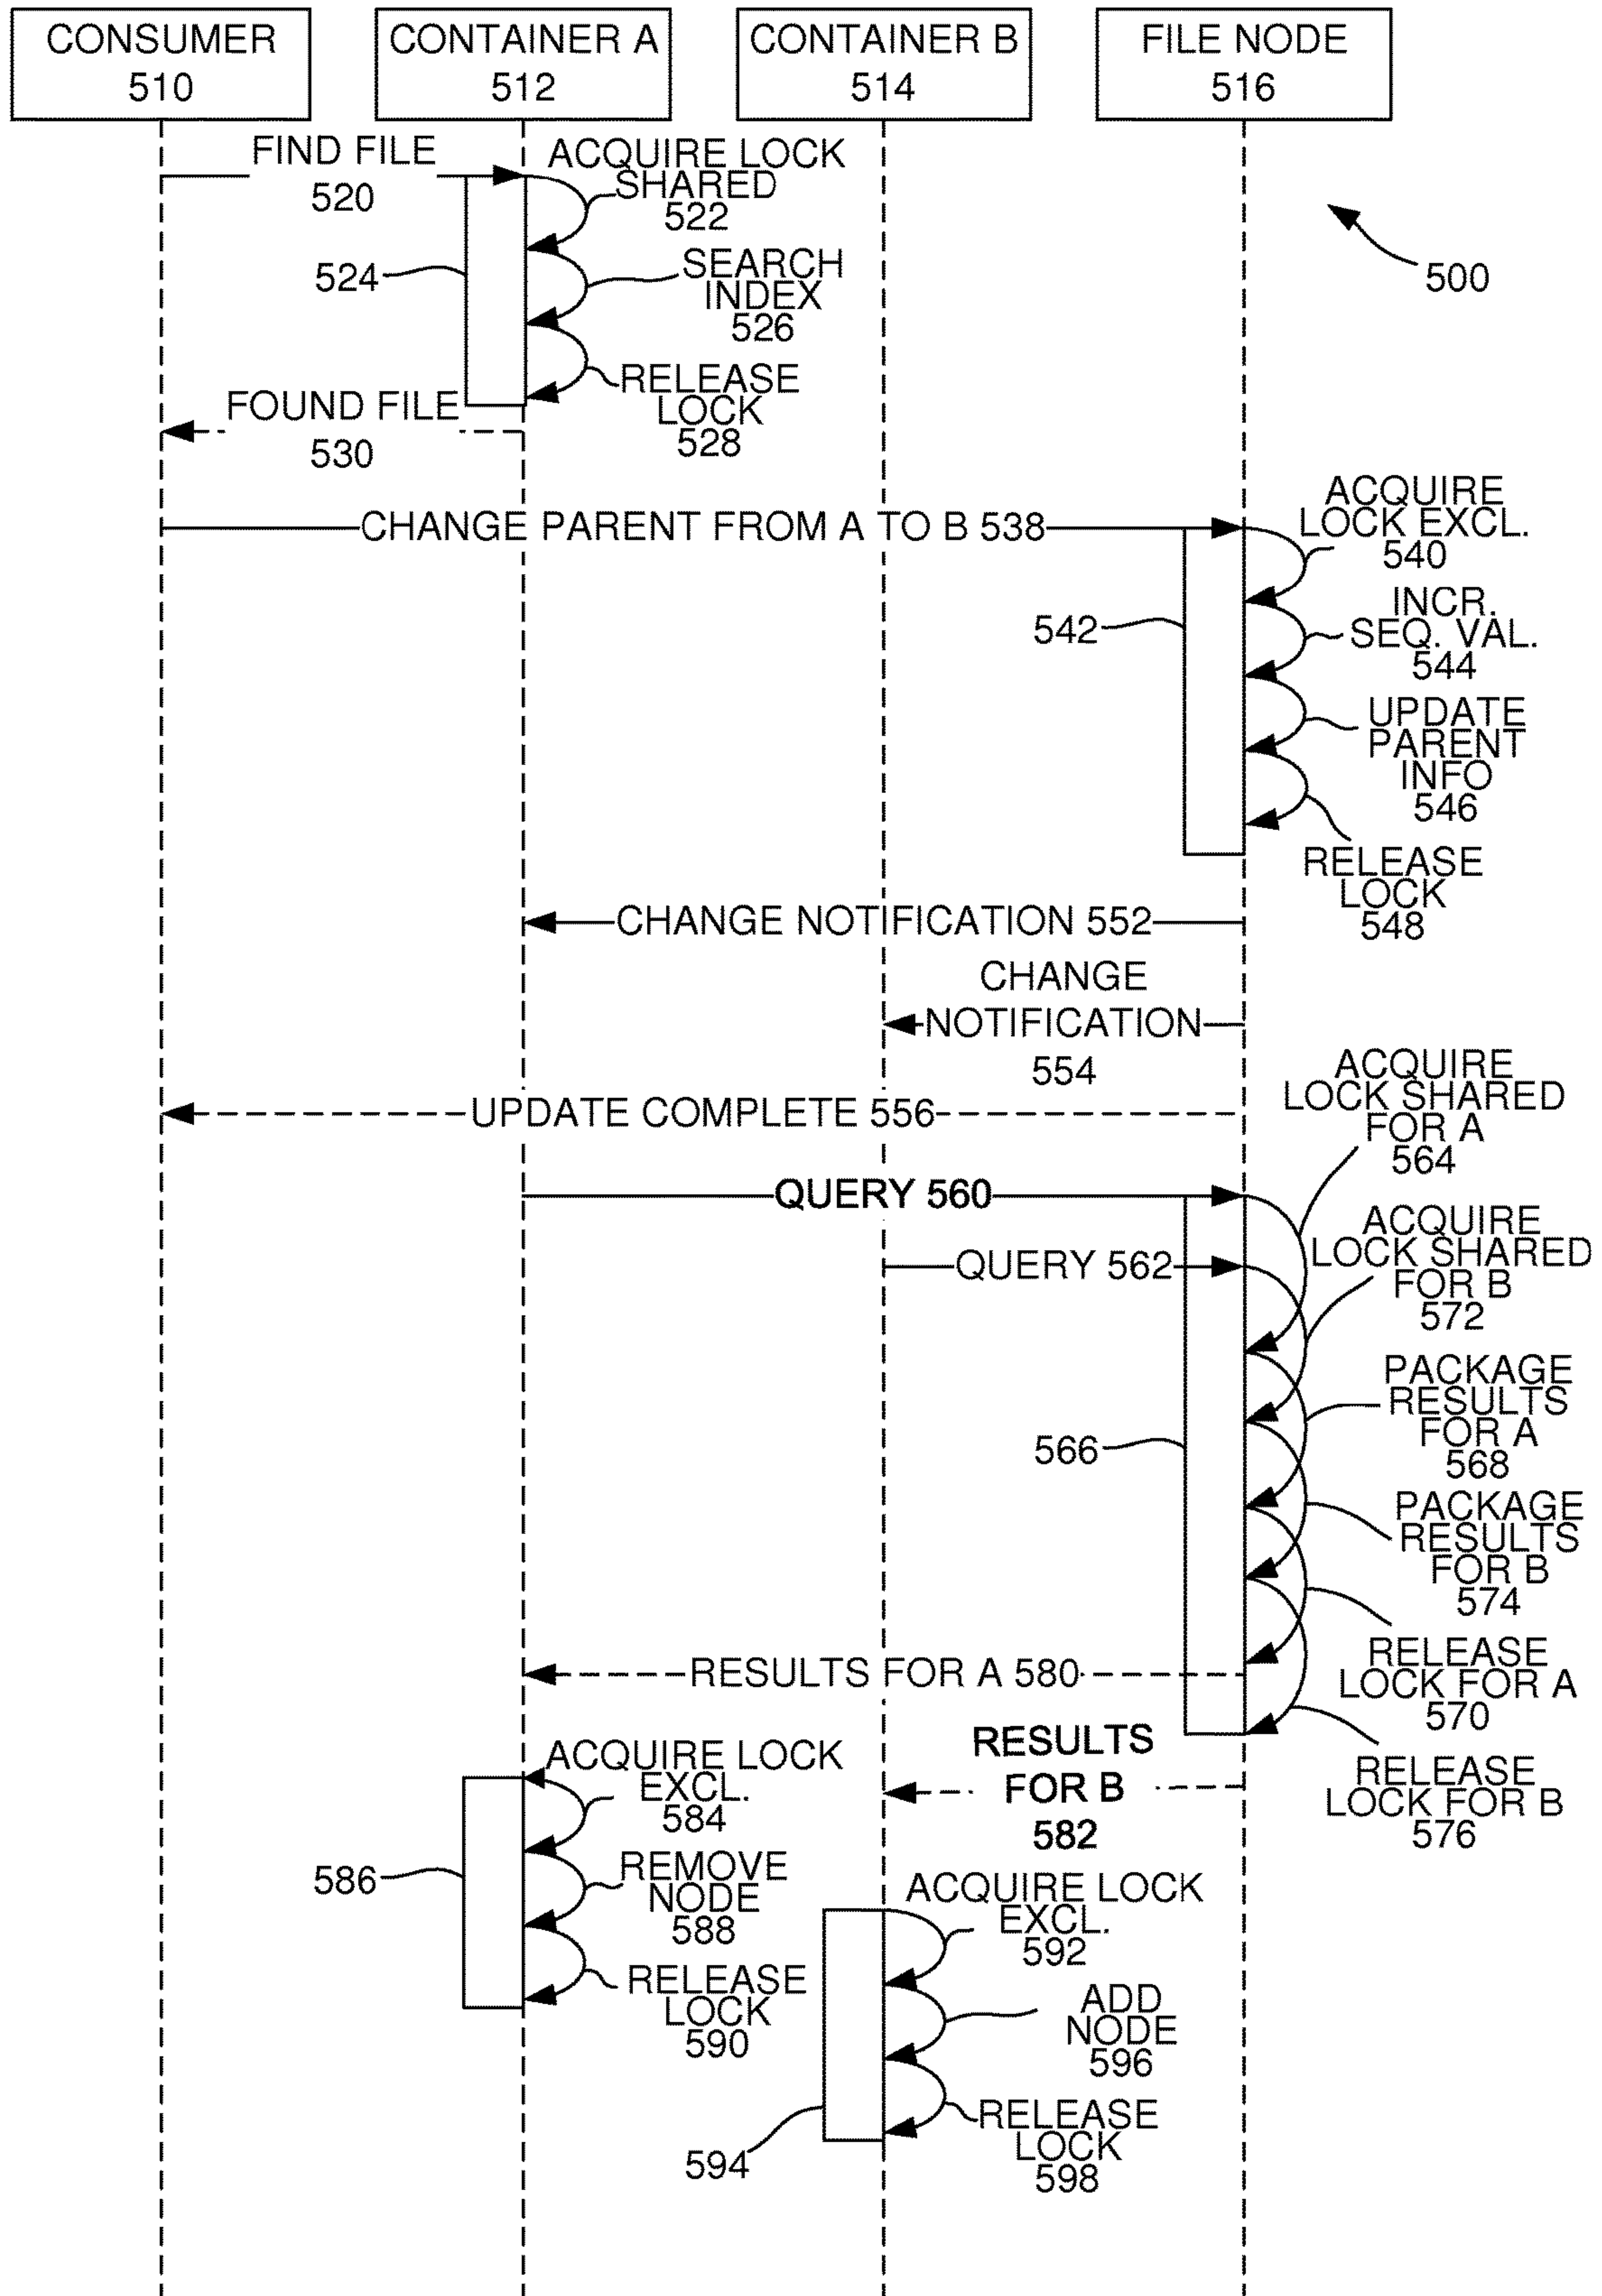 CONSUMER
510
CONTAINER A
512
CONTAINER B
514
FILE NODE
516
FIND FILE
520
ACQUIRE LOCK
SHARED
522
524
SEARCH
INDEX
526
500
RELEASE
LOCK
528
FOUND FILE
530
CHANGE PARENT FROM A TO B 538
ACQUIRE
LOCK EXCL.
540
542
INCR.
SEQ. VAL.
544
UPDATE
PARENT
INFO
546
RELEASE
LOCK
548
CHANGE NOTIFICATION 552
CHANGE
NOTIFICATION
554
UPDATE COMPLETE 556
ACQUIRE
LOCK SHARED
FOR A
564
QUERY 560
QUERY 562
ACQUIRE
LOCK SHARED
FOR B
572
566
PACKAGE
RESULTS
FOR A
568
PACKAGE
RESULTS
FOR B
574
RESULTS FOR A 580
RELEASE
LOCK FOR A
570
RESULTS
FOR B
582
RELEASE
LOCK FOR B
576
ACQUIRE LOCK
EXCL.
584
586
REMOVE
NODE
588
RELEASE
LOCK
590
ACQUIRE LOCK
EXCL.
592
594
ADD
NODE
596
RELEASE
LOCK
598